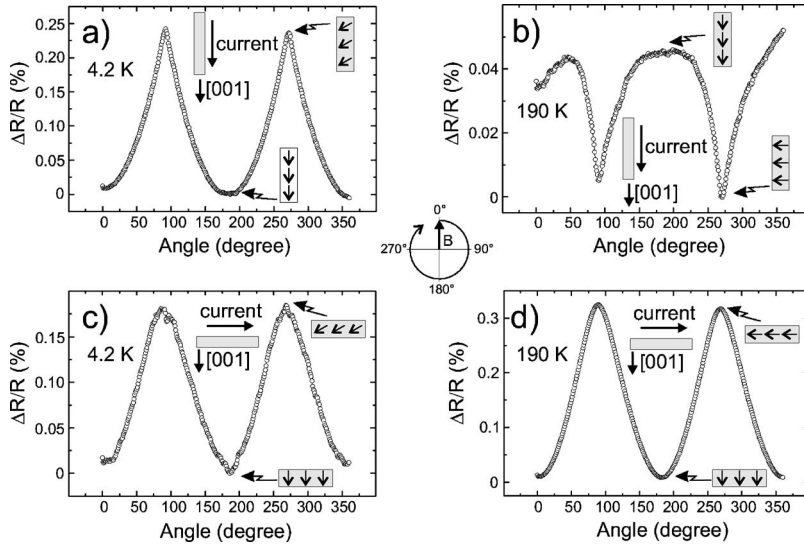 a)
4.2 K
current
[001]
ΔR/R (%)
0.25
0.20
0.15
0.10
0.05
0
0 50 100 150 200 250 300 350
Angle (degree)
b)
190 K
current
[001]
ΔR/R (%)
0.04
0.02
0
0 50 100 150 200 250 300 350
Angle (degree)
0°
270° B 90°
180°
c)
4.2 K
current
[001]
ΔR/R (%)
0.15
0.10
0.05
0
0 50 100 150 200 250 300 350
Angle (degree)
d)
190 K
current
[001]
ΔR/R (%)
0.3
0.2
0.1
0
0 50 100 150 200 250 300 350
Angle (degree)